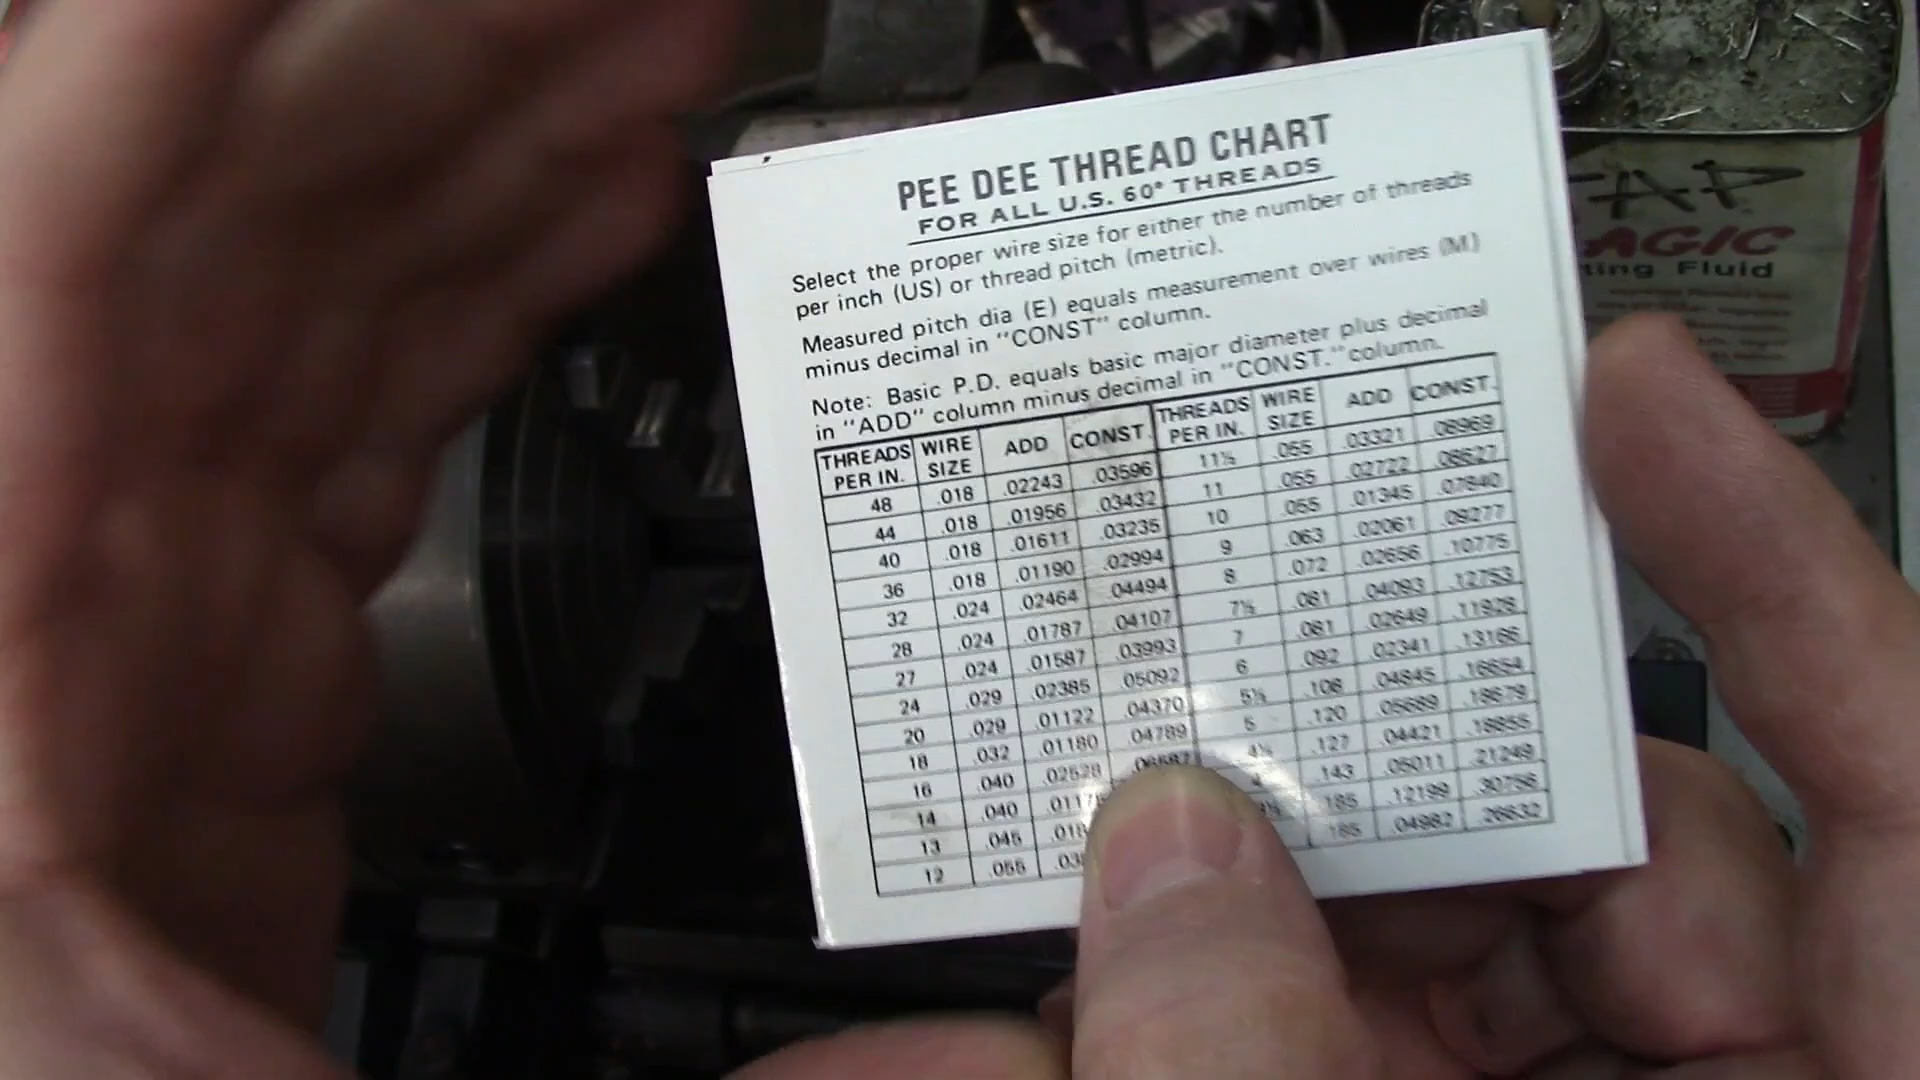 PEE DEE THREAD CHART
FOR ALL U.S. 60° THREADS
Select the proper wire size for either the number of threads
per inch (US) or thread pitch (metric).
Measured pitch dia (E) equals measurement over wires (M)
minus decimal in "CONST" column.
Note: Basic P.D. equals basic major diameter plus decimal
in "ADD" column minus decimal in "CONST." column.
THREADS PER IN. WIRE SIZE ADD CONST. THREADS PER IN. WIRE SIZE ADD CONST.
48 .018 .02243 .03596 11½ .055 .03321 .08969
44 .018 .01956 .03432 11 .055 .02722 .08627
40 .018 .01611 .03235 10 .055 .01345 .07840
36 .018 .01190 .02994 9 .063 .02061 .09277
32 .024 .02464 .04494 8 .072 .02656 .10775
28 .024 .01787 .04107 7½ .081 .04093 .12753
27 .024 .01587 .03993 7 .081 .02649 .11928
24 .029 .02385 .05092 6 .092 .02341 .13166
20 .029 .01122 .04370 5½ .108 .04845 .16654
18 .032 .01180 .04789 5 .120 .05689 .18679
16 .040 .02528 .06587 4½ .127 .04421 .18855
14 .040 4 .143 .05011 .21249
13 .045 .185 .12199 .30756
12 .055 .185 .04982 .26632
TAP
AGIC
ting Fluid